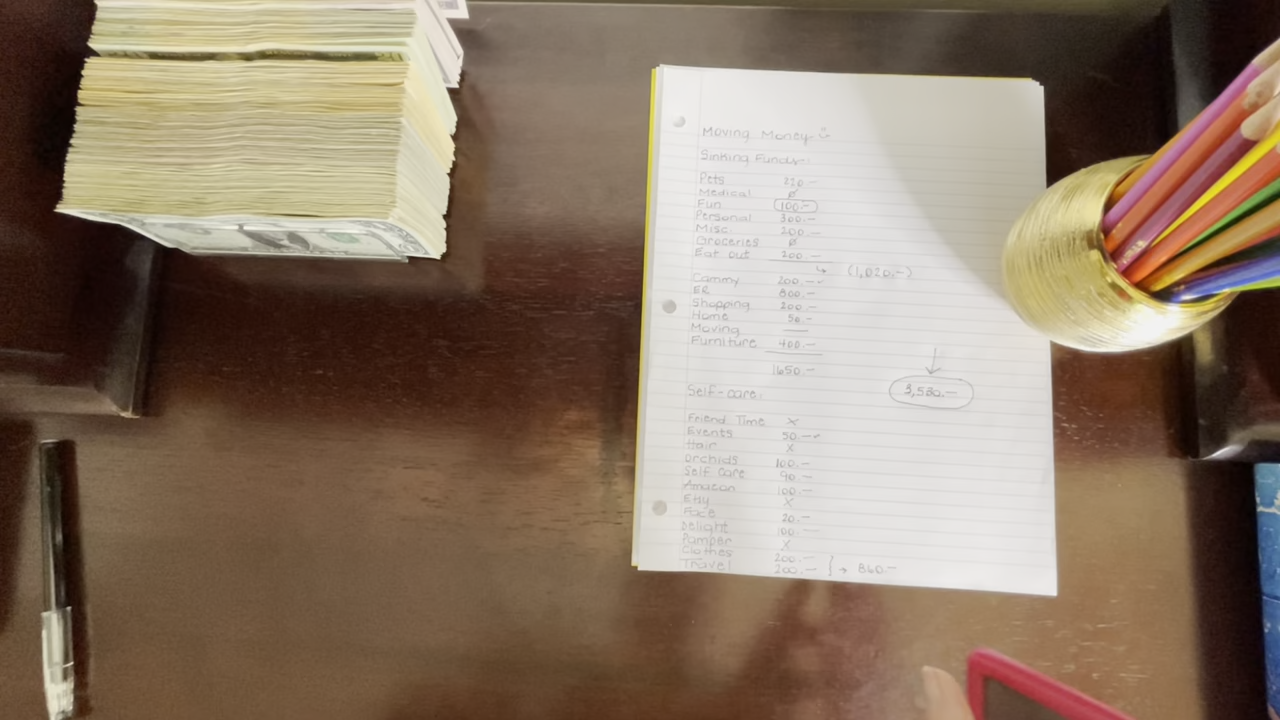 Moving Money
Sinking Funds:
Pets 220.-
Medical Ø
Fun 100.-
Personal 300.-
Misc. 200.-
Groceries Ø
Eat out 200.-
↳ (1,020.-)
Cammy 200.-
ER 800.-
Shopping 200.-
Home 50.-
Moving —
Furniture 400.-
1650.-
3,530.-
Self-care:
Friend Time X
Events 50.-
Hair X
Orchids 100.-
Self care 90.-
Amazon 100.-
Etsy X
Face 20.-
Delight 100.-
Pamper X
Clothes 200.-
Travel 200.- } → 860.-